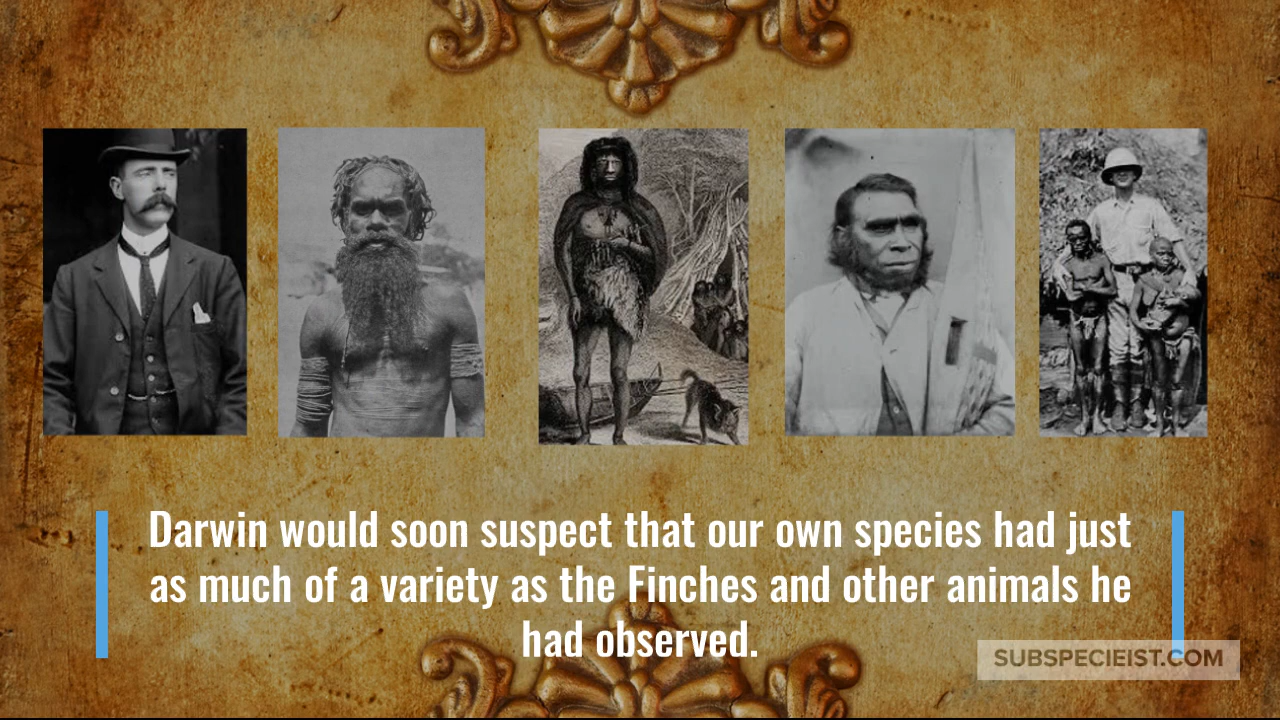 Darwin would soon suspect that our own species had just
as much of a variety as the Finches and other animals he
had observed.
SUBSPECIEIST.COM